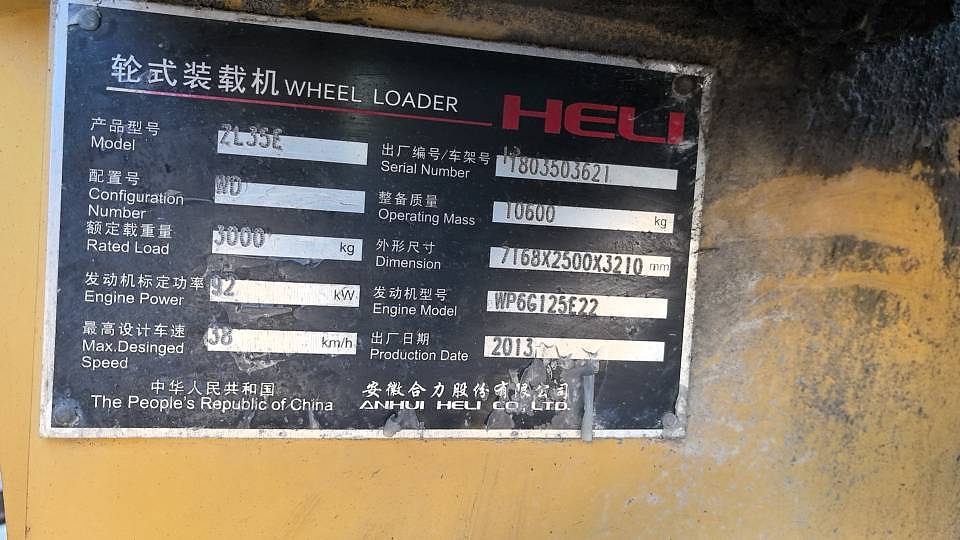 轮式装载机 WHEEL LOADER HELI
产品型号 ZL35E
Model
出厂编号/车架号 1803503621
Serial Number
配置号 WD
Configuration
Number
整备质量 10600 kg
Operating Mass
额定载重量 3000 kg
Rated Load
外形尺寸 7168X2500X3210 mm
Dimension
发动机标定功率 92 kW
Engine Power
发动机型号 WP6G125E22
Engine Model
最高设计车速 38 km/h
Max.Desinged
Speed
出厂日期 2013
Production Date
中华人民共和国
The People's Republic of China
安徽合力股份有限公司
ANHUI HELI CO., LTD.